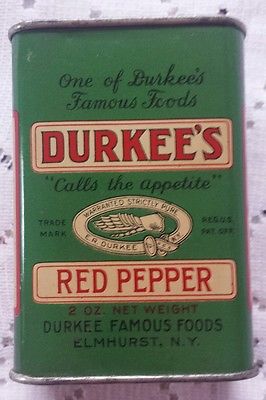 One of Durkee's
Famous Foods
DURKEE'S
"Calls the appetite"
WARRANTED STRICTLY PURE
TRADE MARK
REG. U.S. PAT. OFF.
E.R. DURKEE
RED PEPPER
2 OZ. NET WEIGHT
DURKEE FAMOUS FOODS
ELMHURST, N.Y.